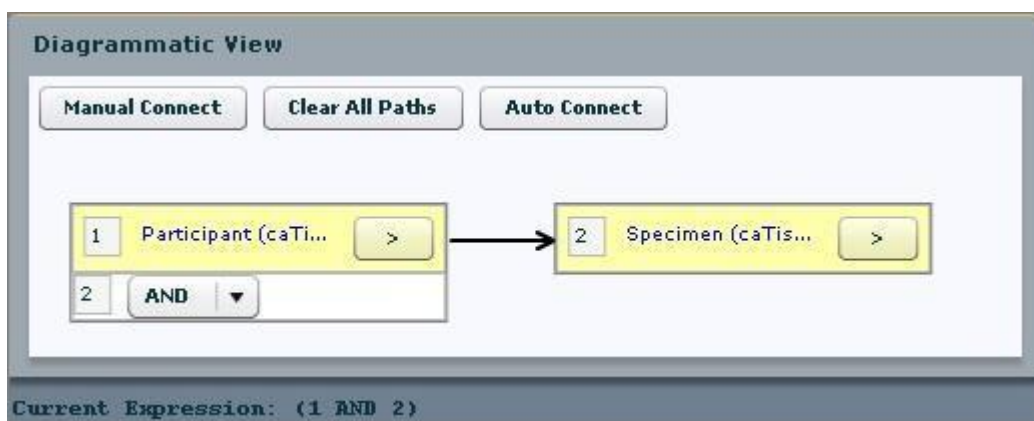 Diagrammatic View
Manual Connect Clear All Paths Auto Connect
1 Participant (caTi... > 2 Specimen (caTis... >
2 AND
Current Expression: (1 AND 2)